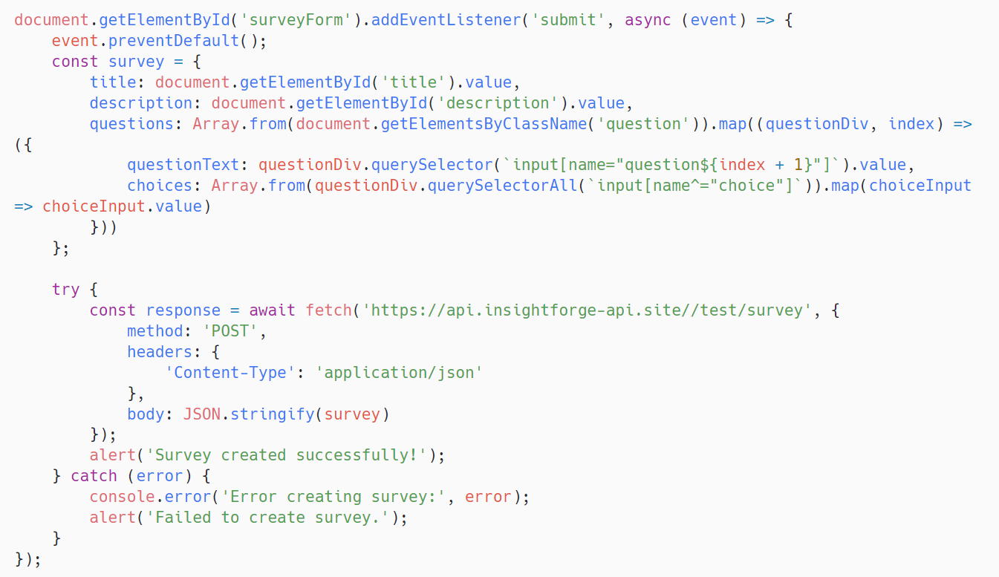 document.getElementById('surveyForm').addEventListener('submit', async (event) => {
    event.preventDefault();
    const survey = {
        title: document.getElementById('title').value,
        description: document.getElementById('description').value,
        questions: Array.from(document.getElementsByClassName('question')).map((questionDiv, index) =>
({
            questionText: questionDiv.querySelector(`input[name="question${index + 1}"]`).value,
            choices: Array.from(questionDiv.querySelectorAll(`input[name^="choice"]`)).map(choiceInput
=> choiceInput.value)
        }))
    };

    try {
        const response = await fetch('https://api.insightforge-api.site//test/survey', {
            method: 'POST',
            headers: {
                'Content-Type': 'application/json'
            },
            body: JSON.stringify(survey)
        });
        alert('Survey created successfully!');
    } catch (error) {
        console.error('Error creating survey:', error);
        alert('Failed to create survey.');
    }
});